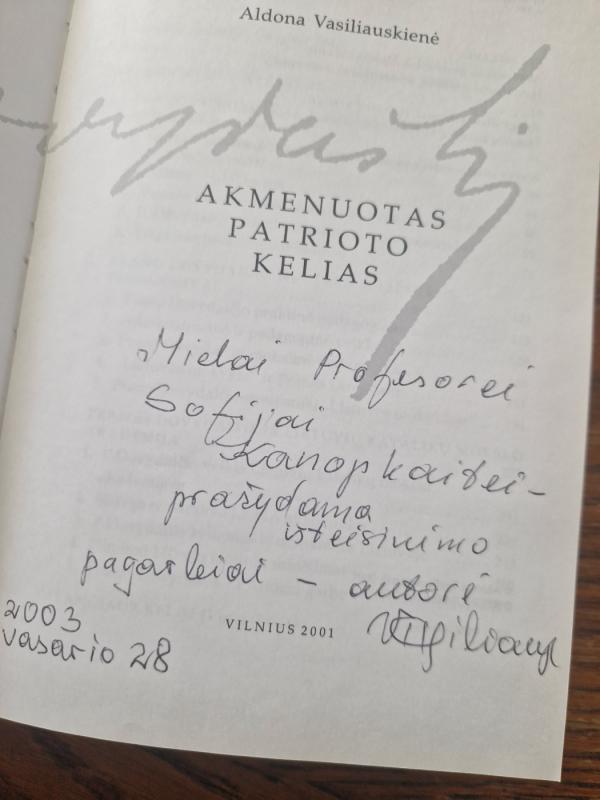 Aldona Vasiliauskienė
AKMENUOTAS
PATRIOTO
KELIAS
Mielai Profesorei
Sofijai
Kanopkaitei-
prašydama
išteisinimo
pagarbiai – autorė
2003
vasario 28
VILNIUS 2001